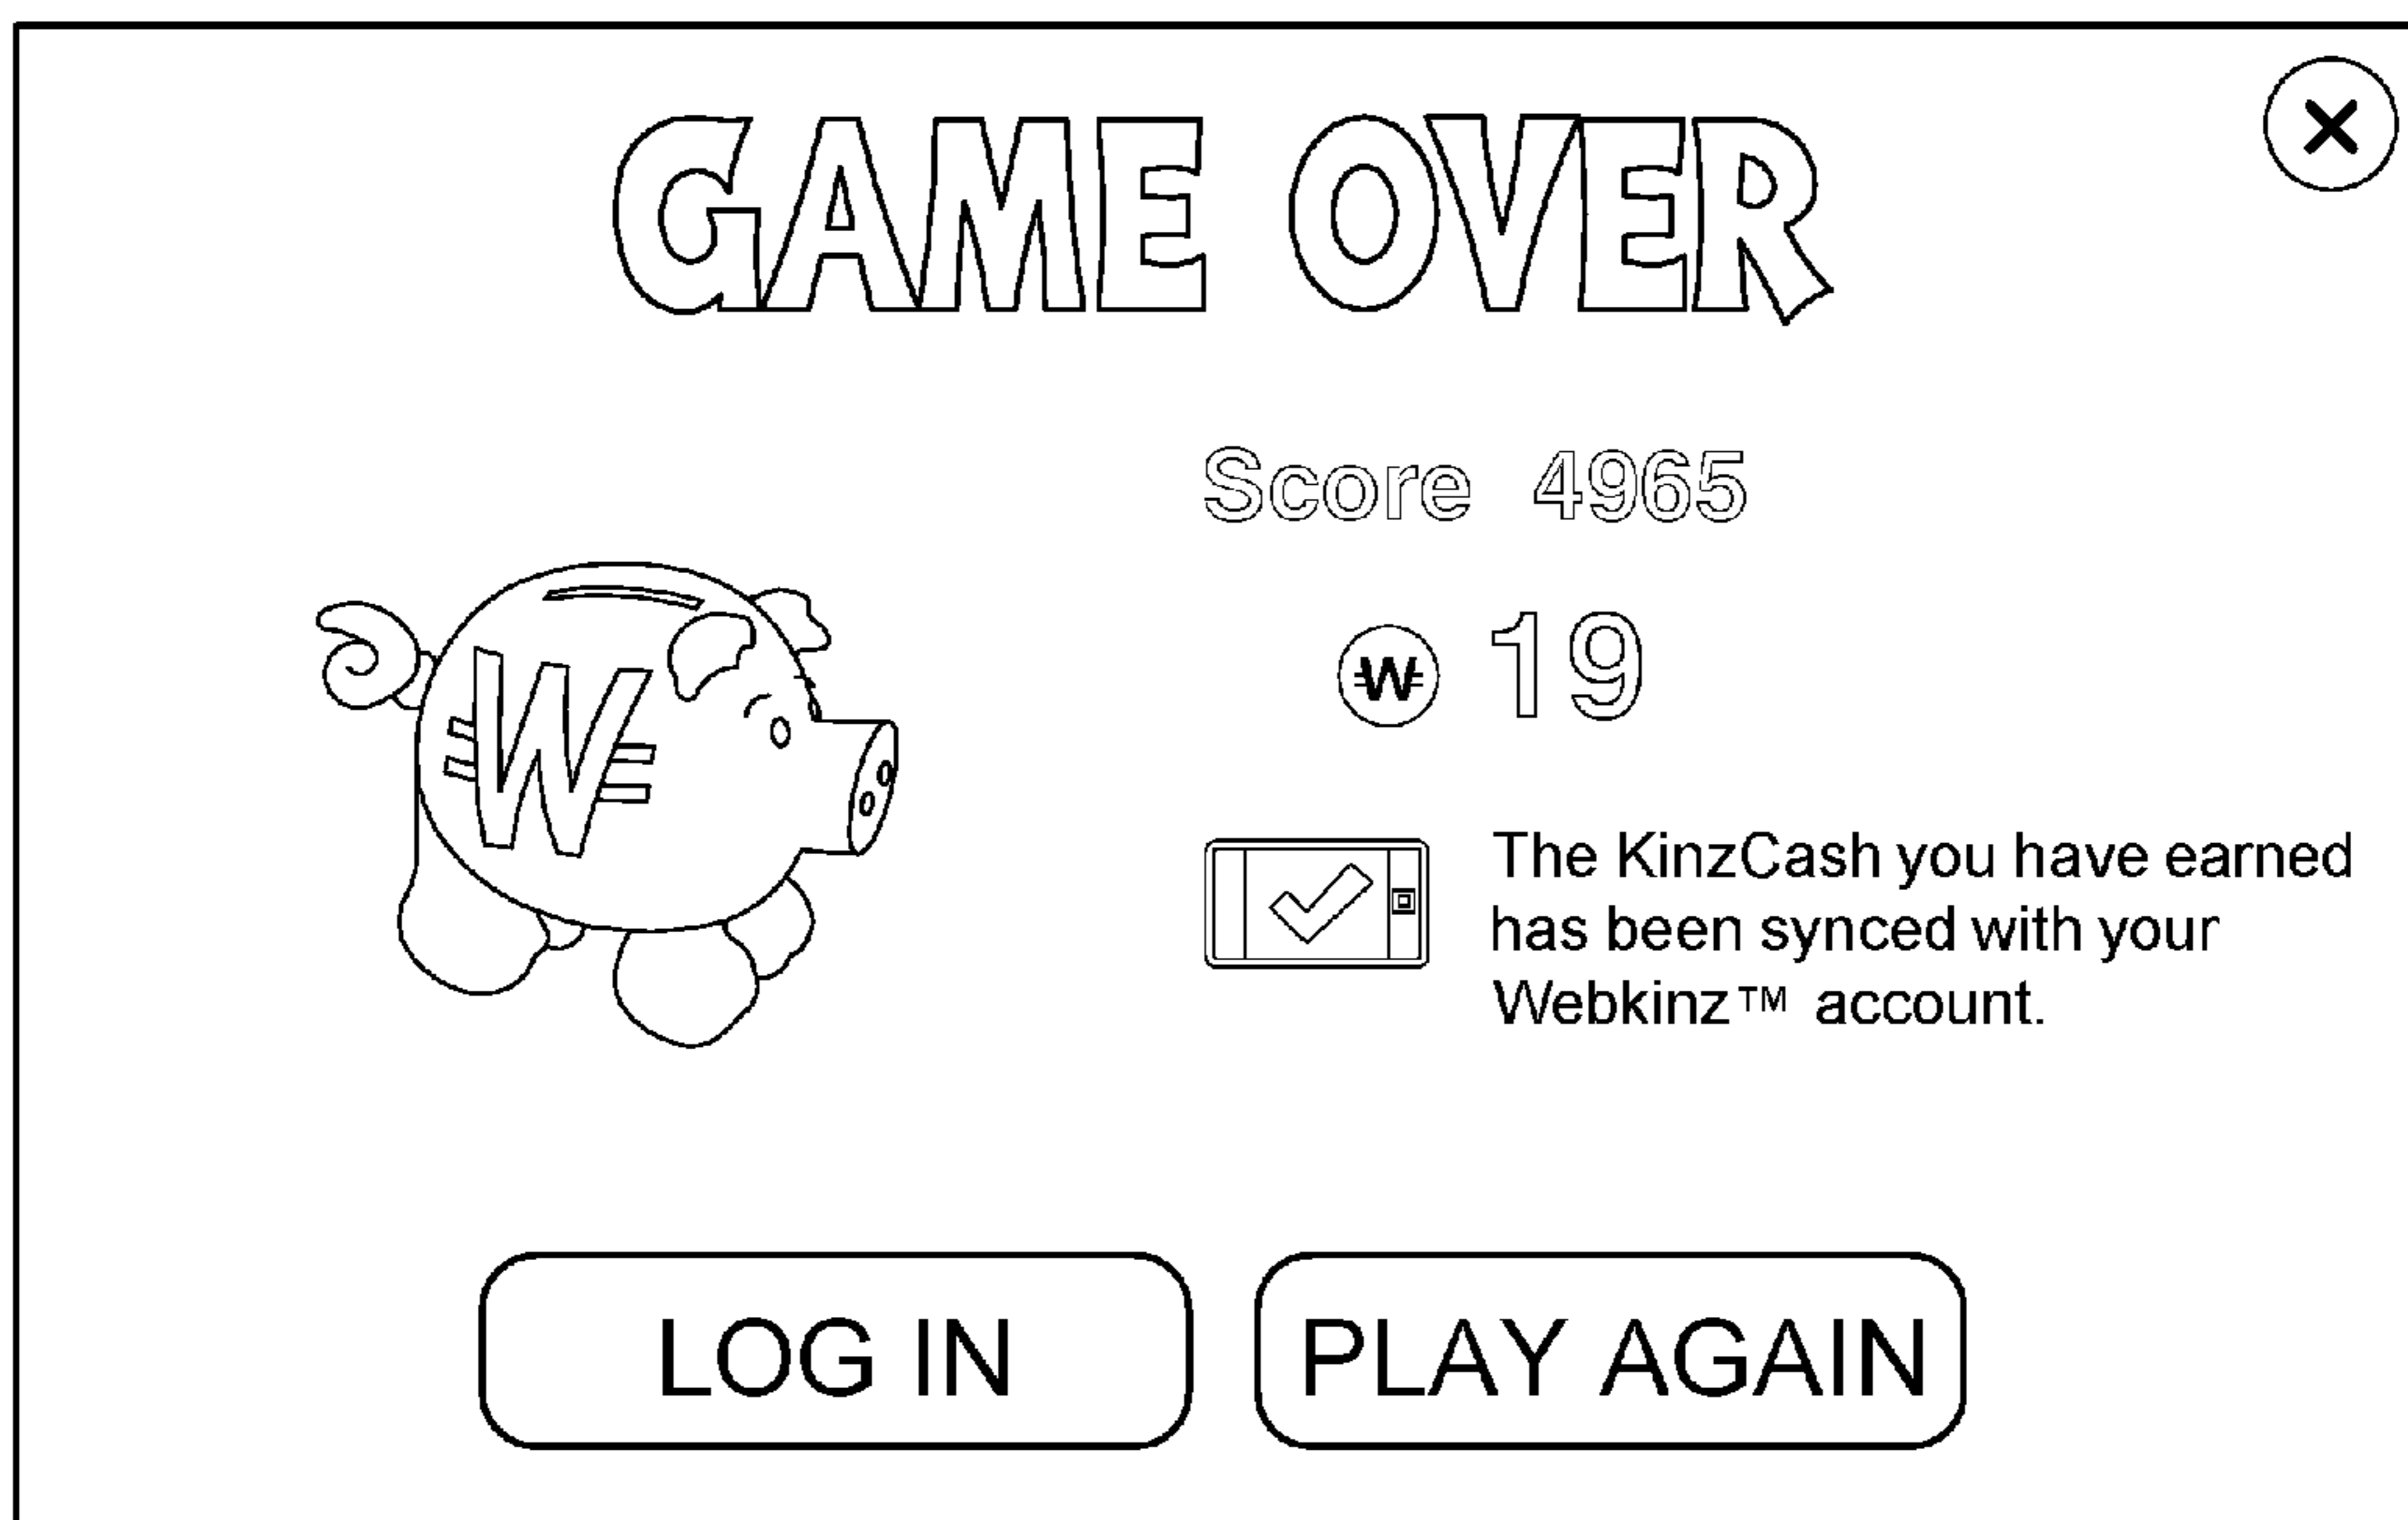 GAME OVER
Score 4965
₩ 19
₩
The KinzCash you have earned
has been synced with your
Webkinz™ account.
LOG IN
PLAY AGAIN